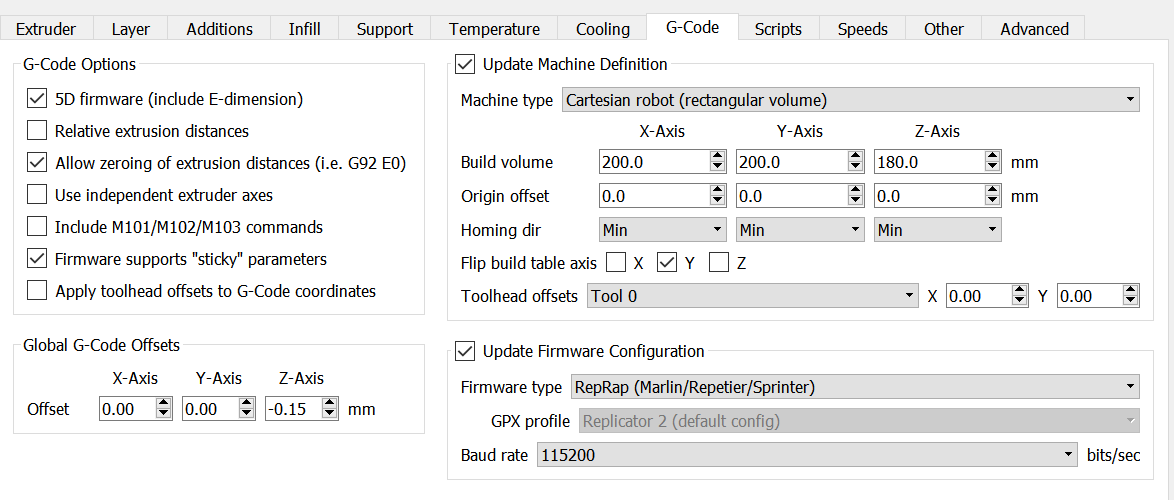 Extruder Layer Additions Infill Support Temperature Cooling G-Code Scripts Speeds Other Advanced
G-Code Options
5D firmware (include E-dimension)
Relative extrusion distances
Allow zeroing of extrusion distances (i.e. G92 E0)
Use independent extruder axes
Include M101/M102/M103 commands
Firmware supports "sticky" parameters
Apply toolhead offsets to G-Code coordinates
Global G-Code Offsets
X-Axis Y-Axis Z-Axis
Offset 0.00 0.00 -0.15 mm
Update Machine Definition
Machine type Cartesian robot (rectangular volume)
X-Axis Y-Axis Z-Axis
Build volume 200.0 200.0 180.0 mm
Origin offset 0.0 0.0 0.0 mm
Homing dir Min Min Min
Flip build table axis X Y Z
Toolhead offsets Tool 0 X 0.00 Y 0.00
Update Firmware Configuration
Firmware type RepRap (Marlin/Repetier/Sprinter)
GPX profile Replicator 2 (default config)
Baud rate 115200 bits/sec